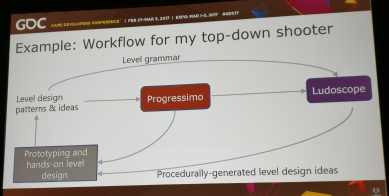 GDC
GAME DEVELOPERS CONFERENCE | FEB 27-MAR 3, 2017 | EXPO: MAR 1-3, 2017 #GDC17
Example: Workflow for my top-down shooter
Level grammar
Level design
patterns & ideas
Progressimo
Ludoscope
Prototyping and
hands-on level
design
Procedurally-generated level design ideas